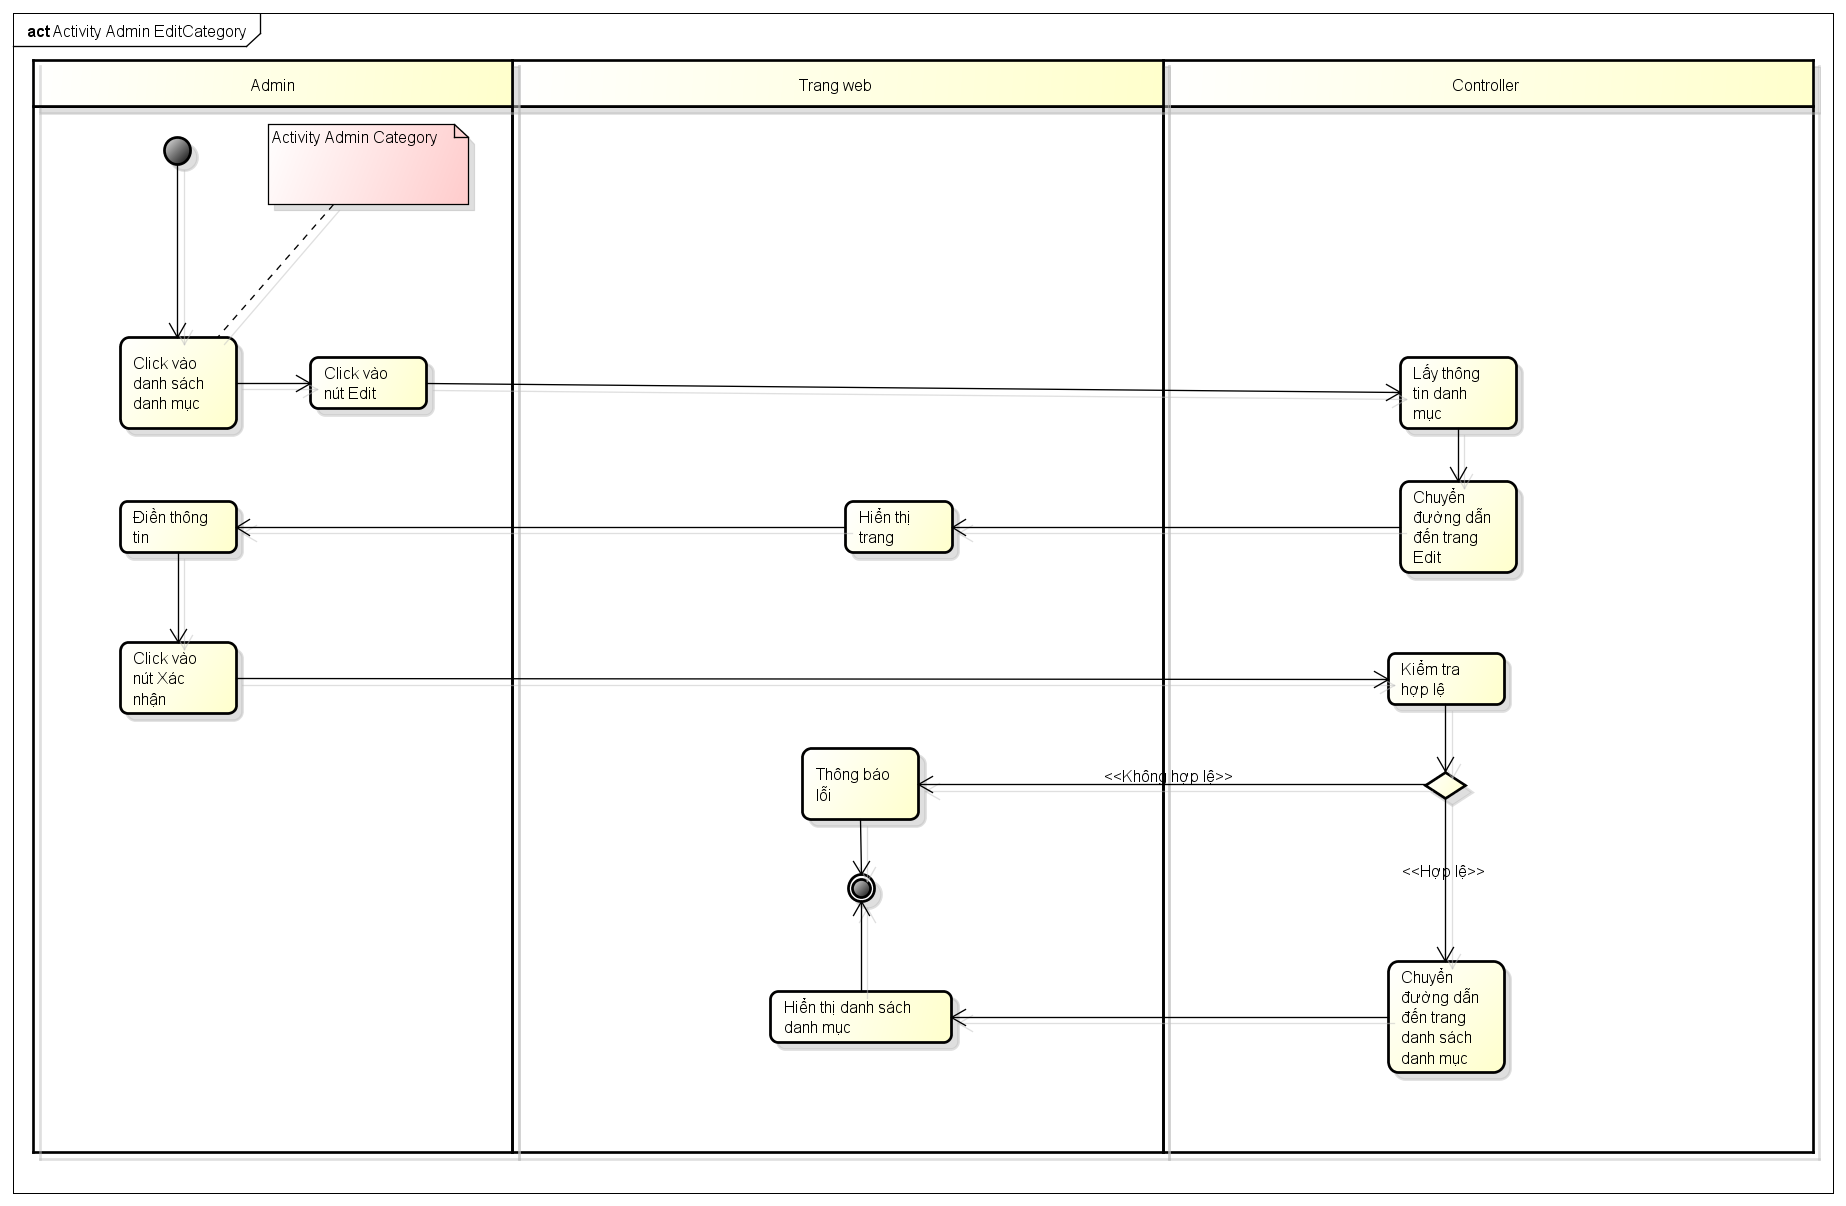 act Activity Admin EditCategory
Admin
Trang web
Controller
Activity Admin Category
Click vào
danh sách
danh mục
Click vào
nút Edit
Lấy thông
tin danh
mục
Điền thông
tin
Hiển thị
trang
Chuyển
đường dẫn
đến trang
Edit
Click vào
nút Xác
nhận
Kiểm tra
hợp lệ
Thông báo
lỗi
<<Không hợp lệ>>
<<Hợp lệ>>
Hiển thị danh sách
danh mục
Chuyển
đường dẫn
đến trang
danh sách
danh mục